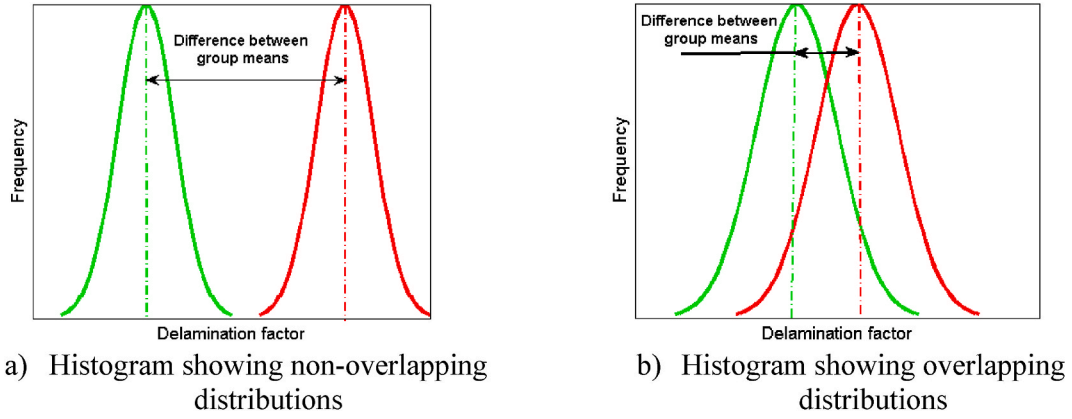 Difference between
group means
Frequency
Delamination factor
a) Histogram showing non-overlapping
distributions
Difference between
group means
Frequency
Delamination factor
b) Histogram showing overlapping
distributions